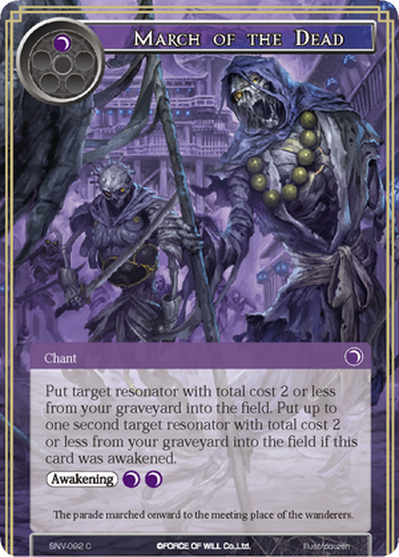 March of the Dead
Chant
Put target resonator with total cost 2 or less
from your graveyard into the field. Put up to
one second target resonator with total cost 2
or less from your graveyard into the field if this
card was awakened.
Awakening
The parade marched onward to the meeting place of the wanderers.
SNV-092 C ©FORCE OF WILL Co.,Ltd. Illust/douzen